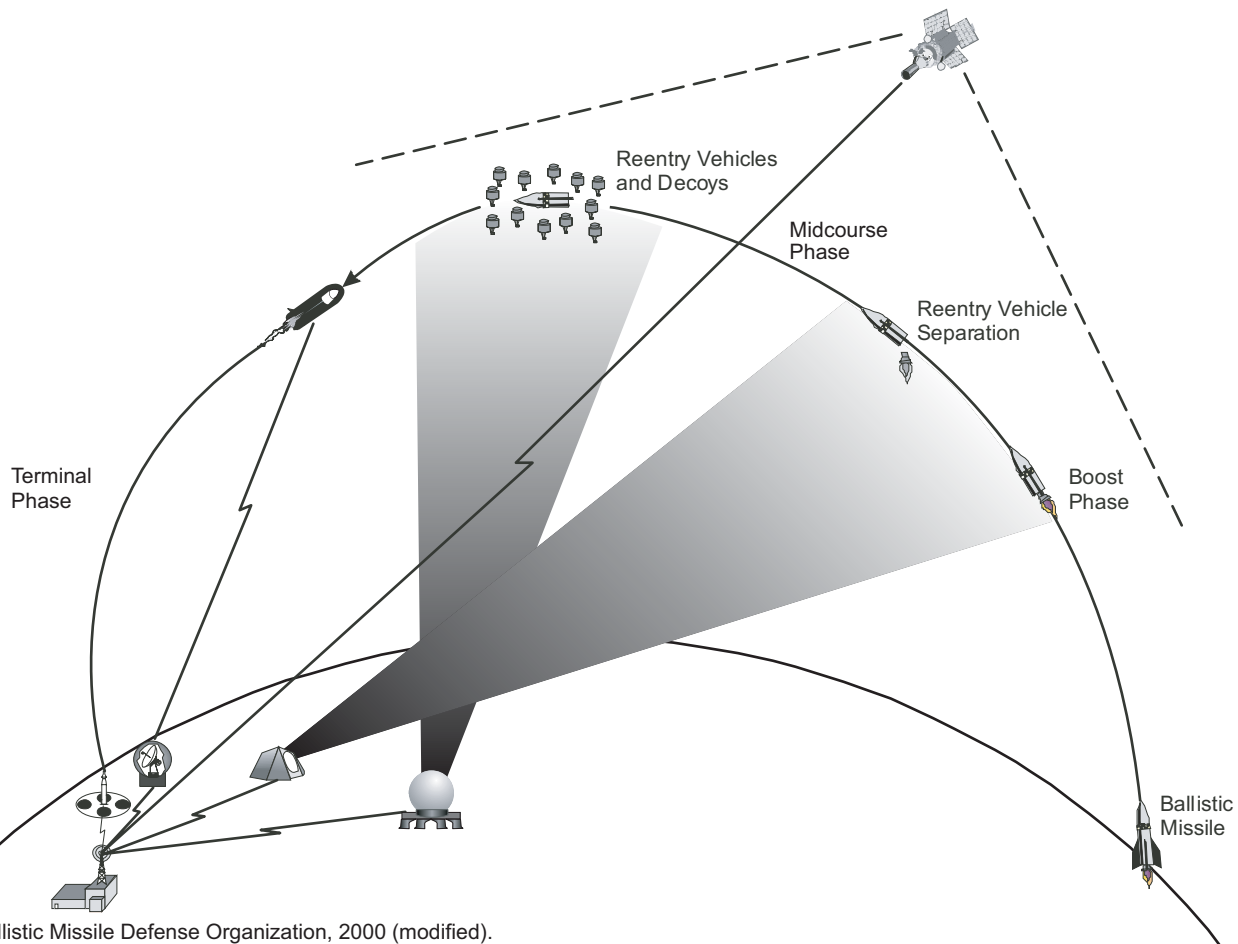 Reentry Vehicles
and Decoys
Midcourse
Phase
Reentry Vehicle
Separation
Terminal
Phase
Boost
Phase
Ballistic
Missile
llistic Missile Defense Organization, 2000 (modified).